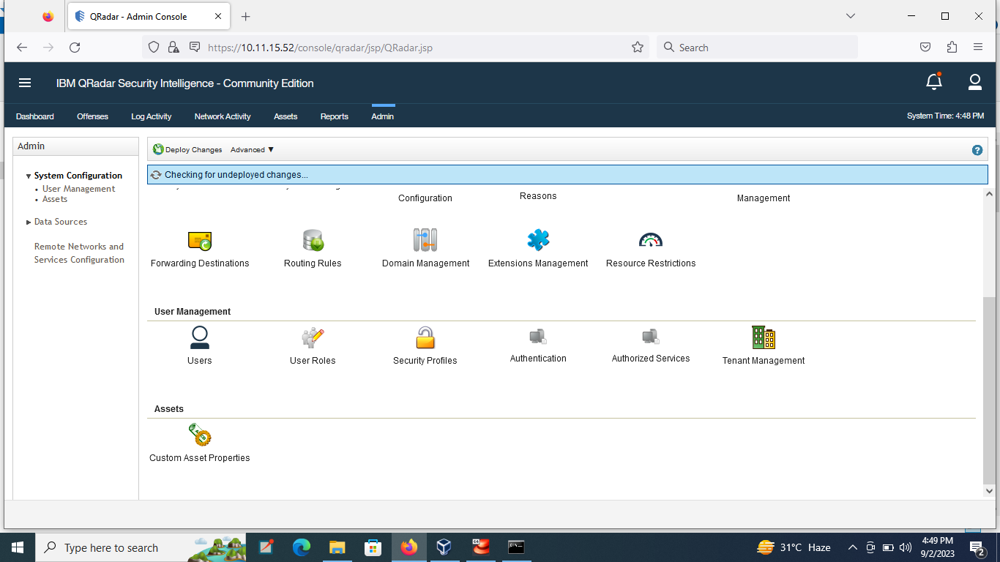 QRadar - Admin Console
https://10.11.15.52/console/qradar/jsp/QRadar.jsp
Search
IBM QRadar Security Intelligence - Community Edition
Dashboard Offenses Log Activity Network Activity Assets Reports Admin System Time: 4:48 PM
Admin
System Configuration
User Management
Assets
Data Sources
Remote Networks and
Services Configuration
Deploy Changes Advanced ▼
?
Checking for undeployed changes...
Configuration Reasons Management
Forwarding Destinations Routing Rules Domain Management Extensions Management Resource Restrictions
User Management
Users User Roles Security Profiles Authentication Authorized Services Tenant Management
Assets
Custom Asset Properties
Type here to search
64
31°C Haze
4:49 PM
9/2/2023
2